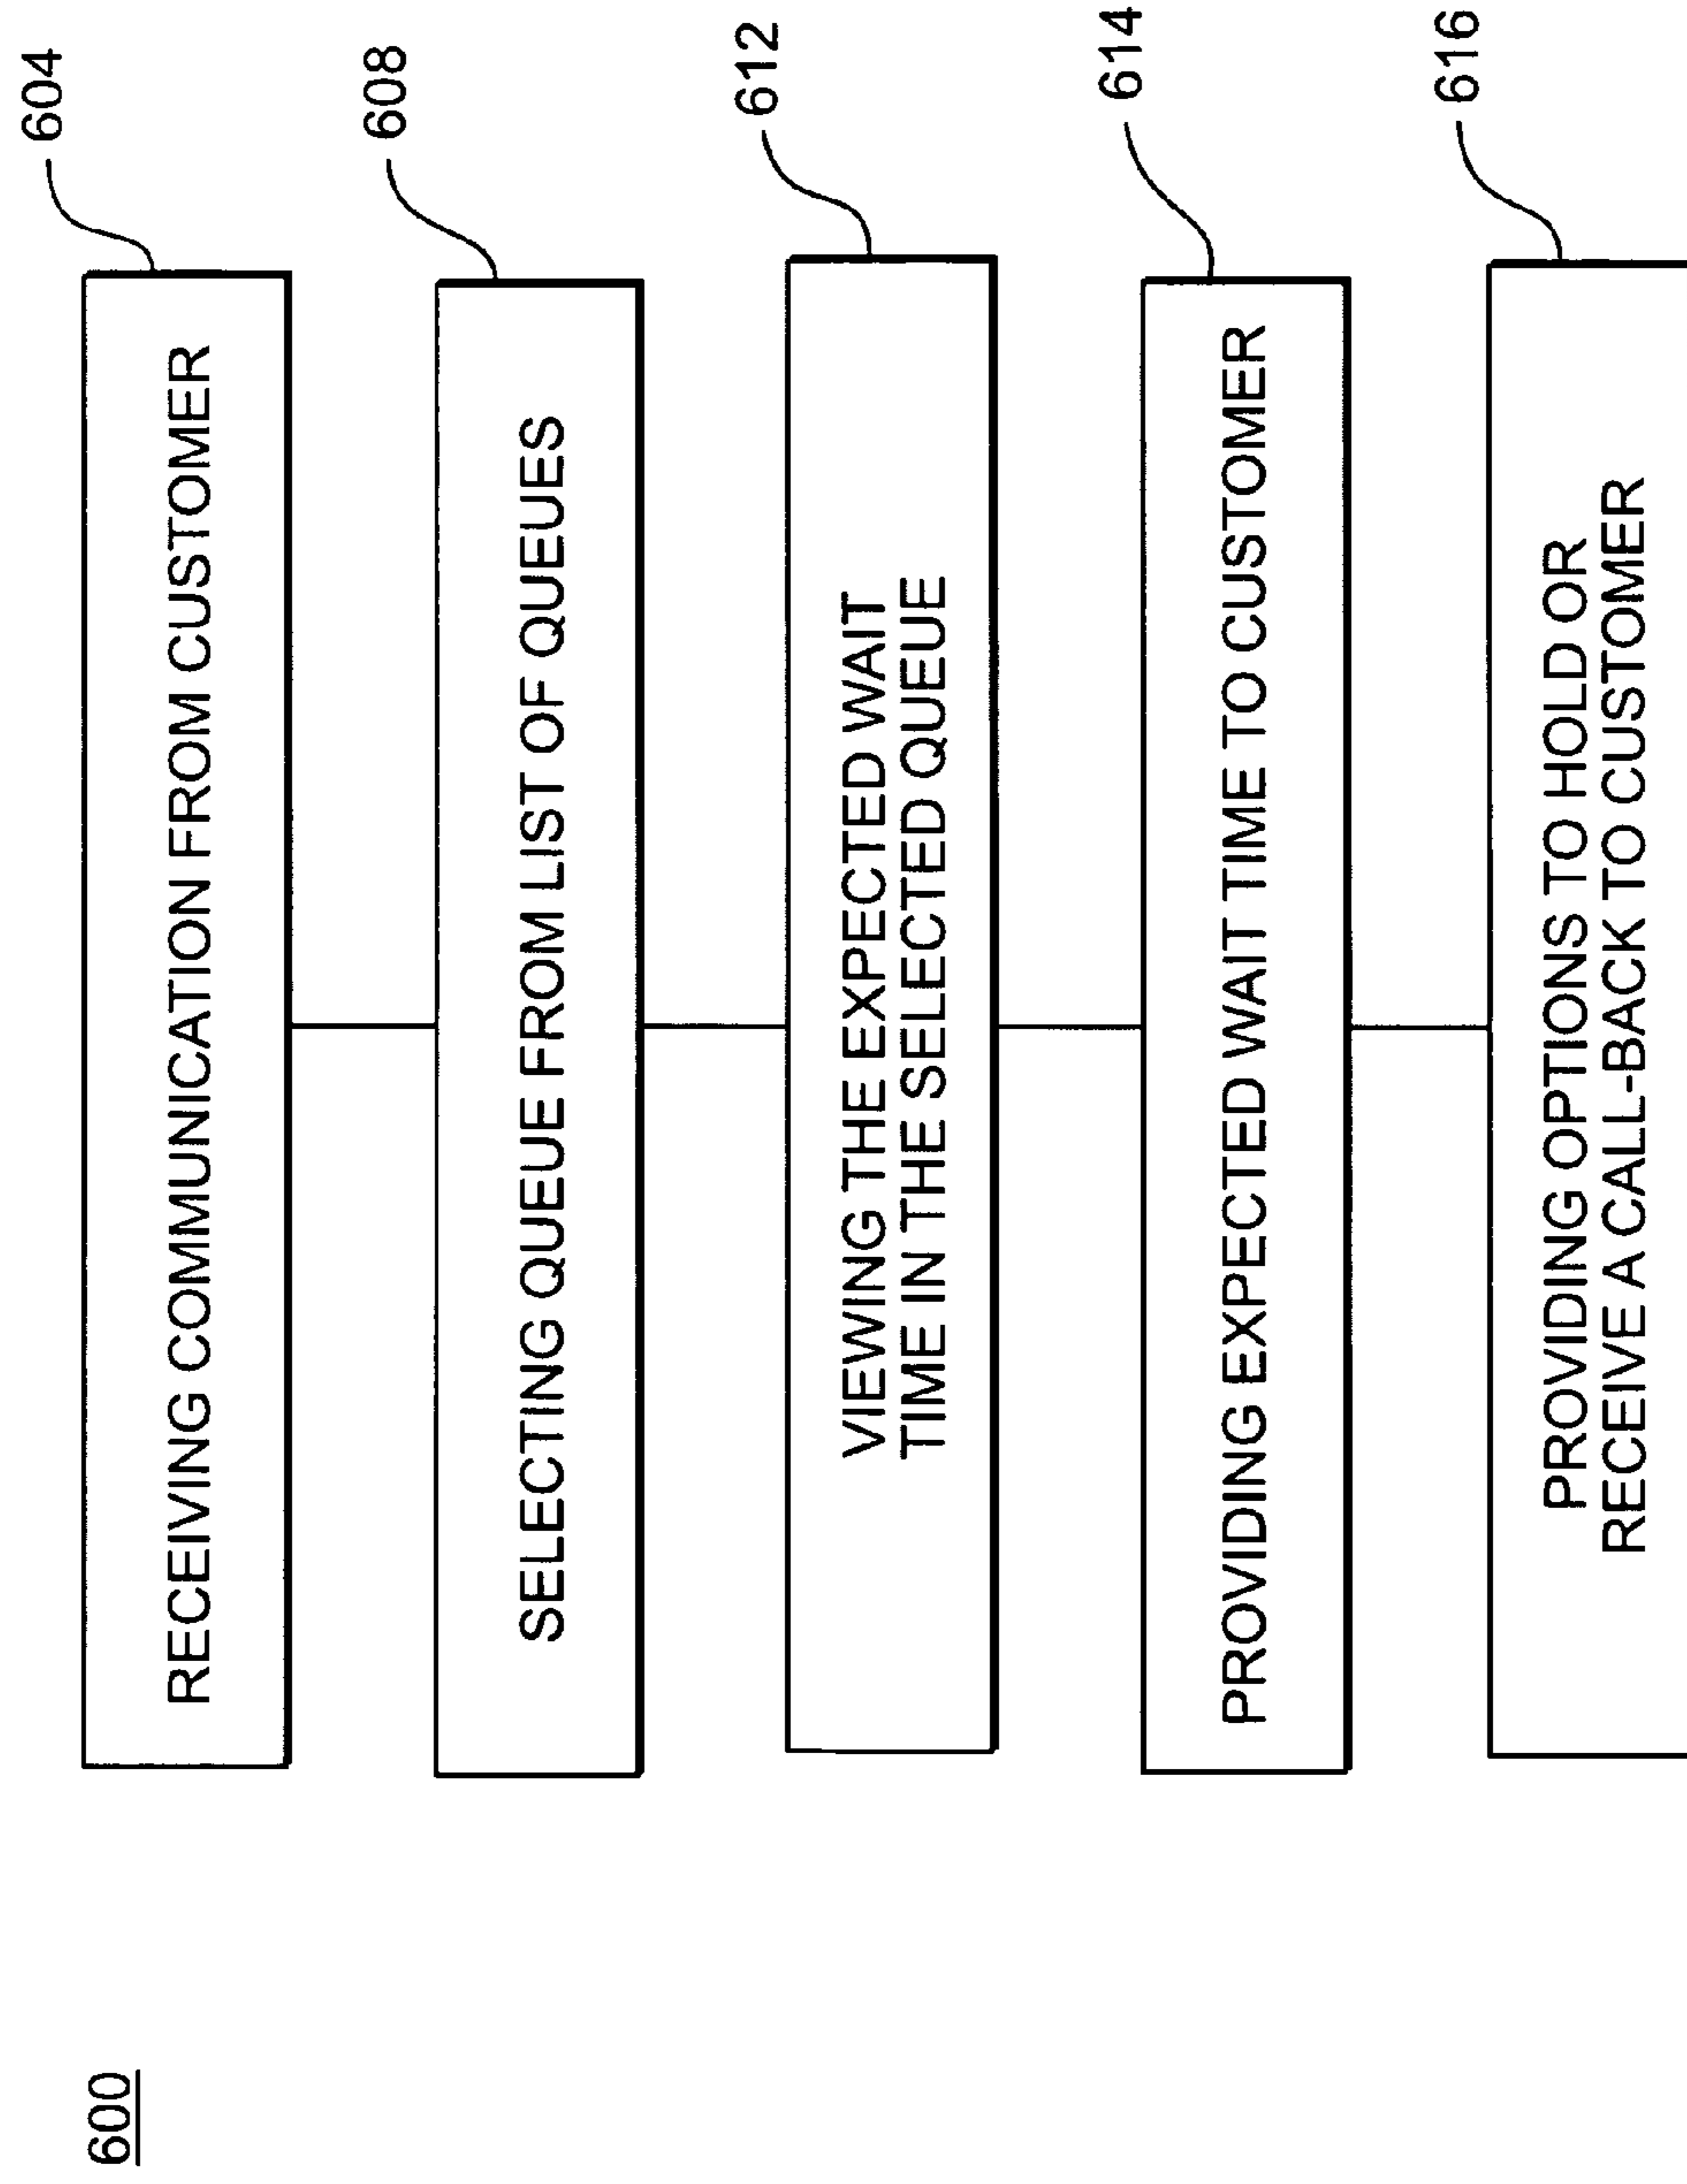 600
604
RECEIVING COMMUNICATION FROM CUSTOMER
608
SELECTING QUEUE FROM LIST OF QUEUES
612
VIEWING THE EXPECTED WAIT
TIME IN THE SELECTED QUEUE
614
PROVIDING EXPECTED WAIT TIME TO CUSTOMER
616
PROVIDING OPTIONS TO HOLD OR
RECEIVE A CALL-BACK TO CUSTOMER